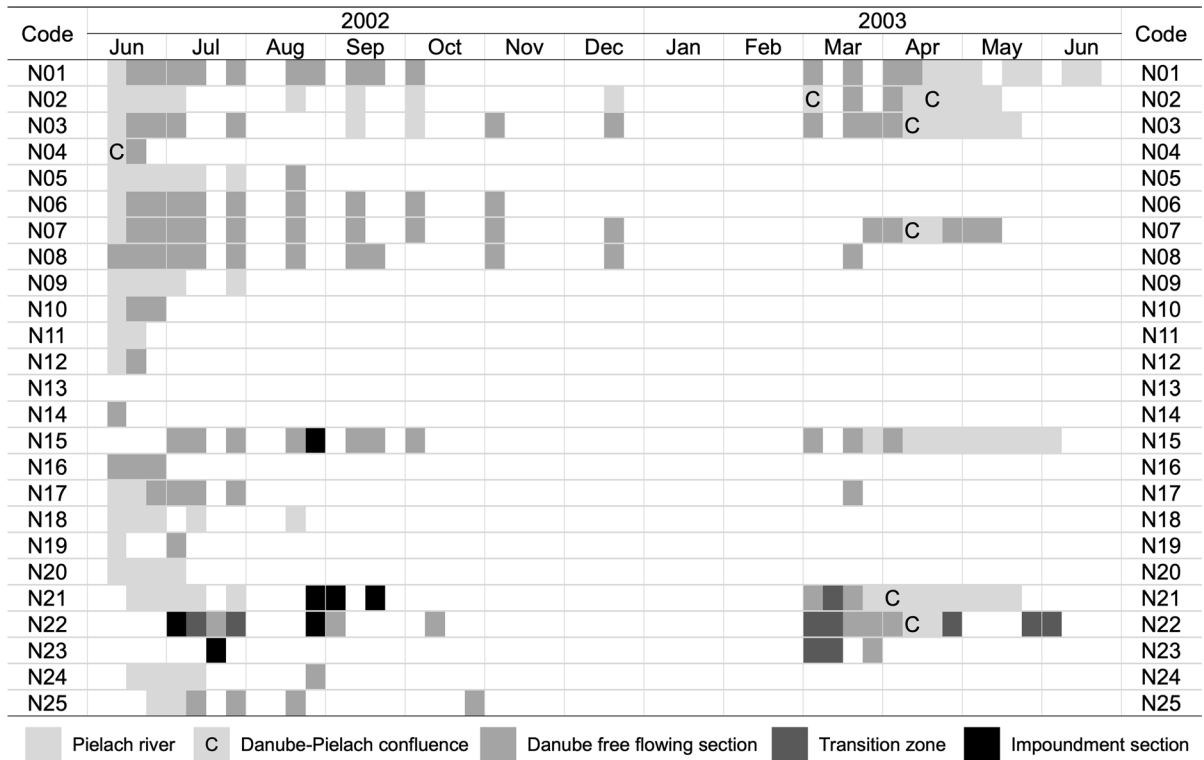 Code 2002 2003 Code
Jun Jul Aug Sep Oct Nov Dec Jan Feb Mar Apr May Jun
N01 N01
N02 C C N02
N03 C N03
N04 C N04
N05 N05
N06 N06
N07 C N07
N08 N08
N09 N09
N10 N10
N11 N11
N12 N12
N13 N13
N14 N14
N15 N15
N16 N16
N17 N17
N18 N18
N19 N19
N20 N20
N21 C N21
N22 C N22
N23 N23
N24 N24
N25 N25
Pielach river C Danube-Pielach confluence Danube free flowing section Transition zone Impoundment section